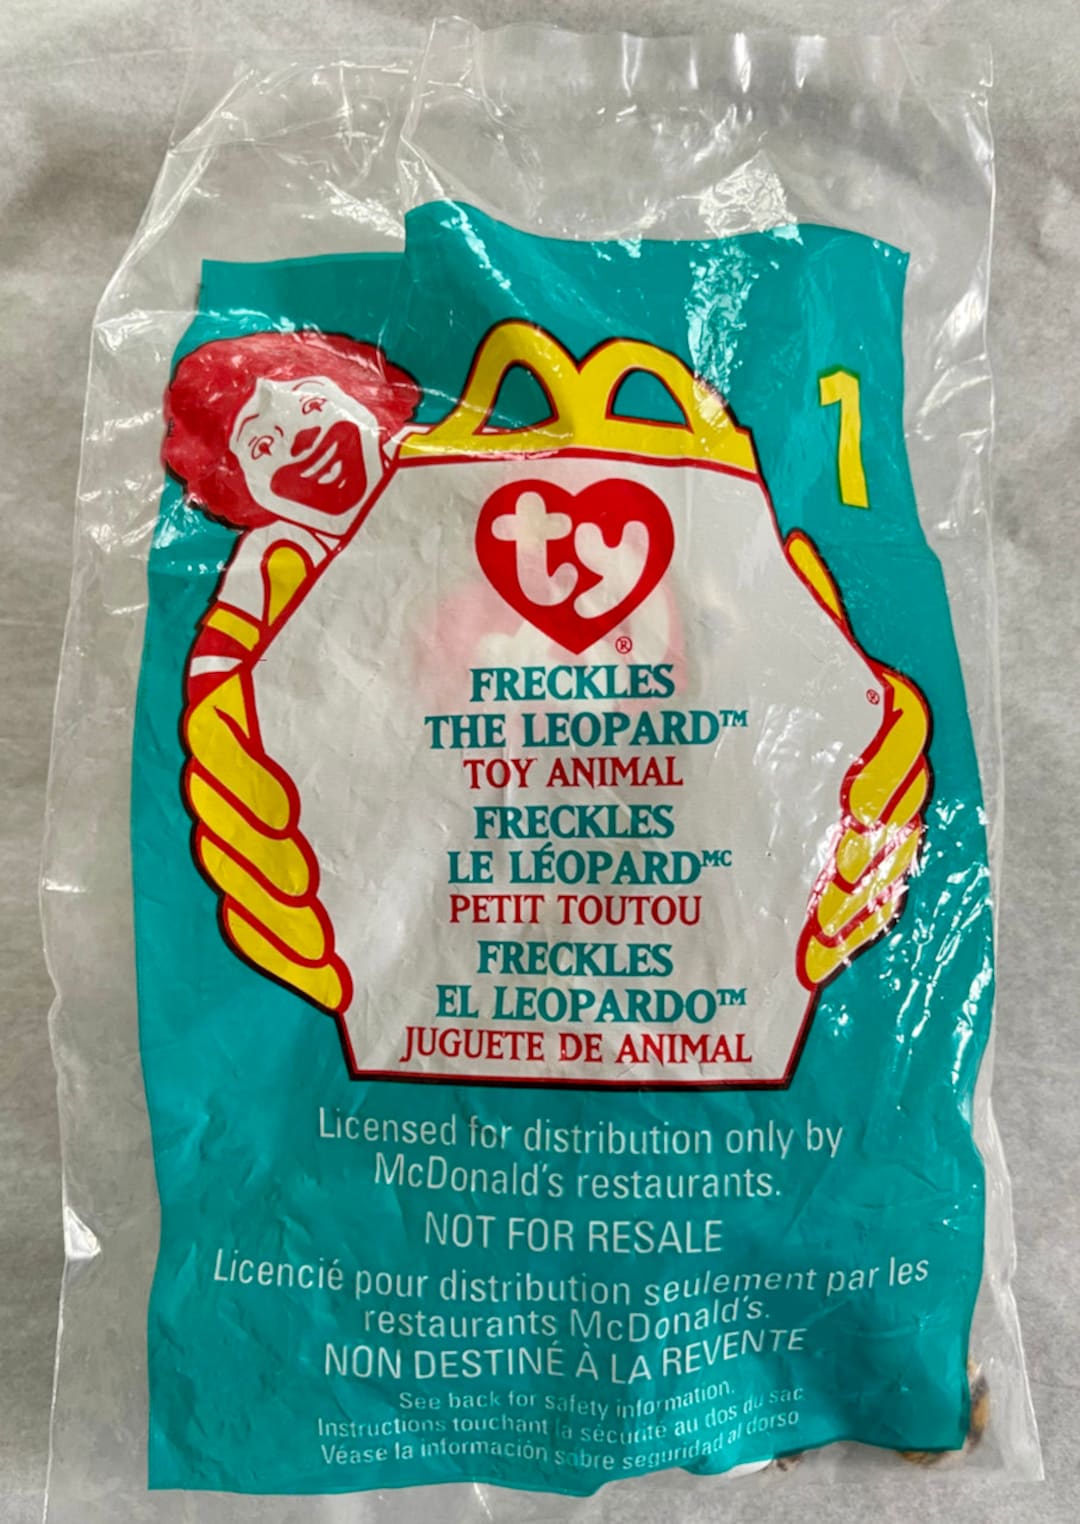 1
ty
®
FRECKLES
THE LEOPARD™
®
TOY ANIMAL
FRECKLES
LE LÉOPARDMC
PETIT TOUTOU
FRECKLES
EL LEOPARDO™
JUGUETE DE ANIMAL
Licensed for distribution only by
McDonald's restaurants.
NOT FOR RESALE
Licencié pour distribution seulement par les
restaurants McDonald's.
NON DESTINÉ À LA REVENTE
See back for safety information.
Instructions touchant la sécurité au dos du sac
Véase la información sobre seguridad al dorso